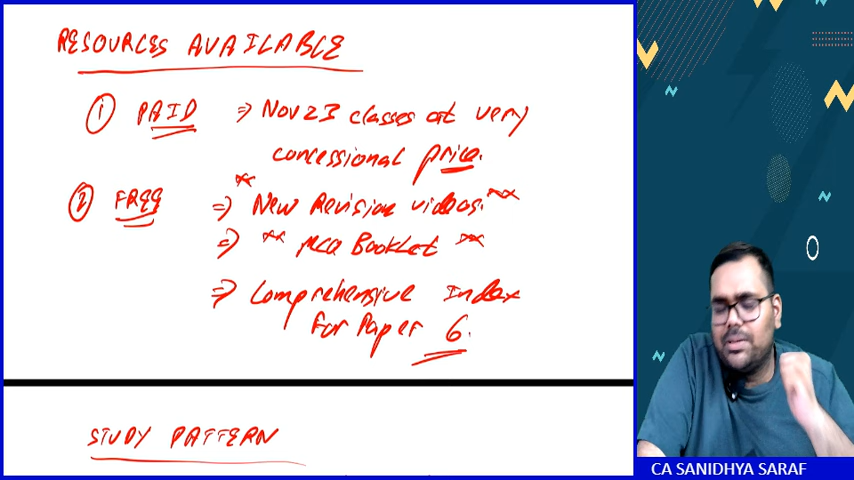 RESOURCES AVAILABLE
① PAID ⇒ Nov 23 classes at very
concessional price.
② FREE ⇒ New Revision videos.
⇒ MCQ Booklet
⇒ Comprehensive Index
for Paper 6.
STUDY PATTERN
CA SANIDHYA SARAF